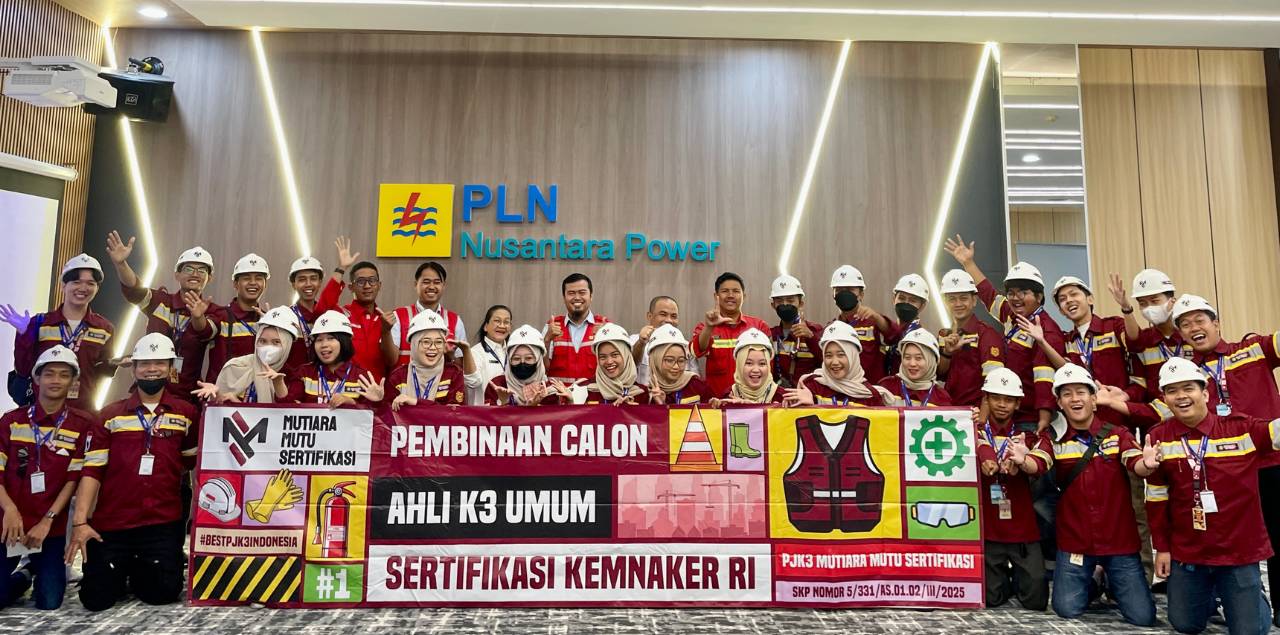 PLN
Nusantara Power
MUTIARA
MUTU
SERTIFIKASI
PEMBINAAN CALON
AHLI K3 UMUM
SERTIFIKASI KEMNAKER RI
#BESTPJK3INDONESIA
#1
PJK3 MUTIARA MUTU SERTIFIKASI
SKP NOMOR 5/331/AS.01.02/III/2025